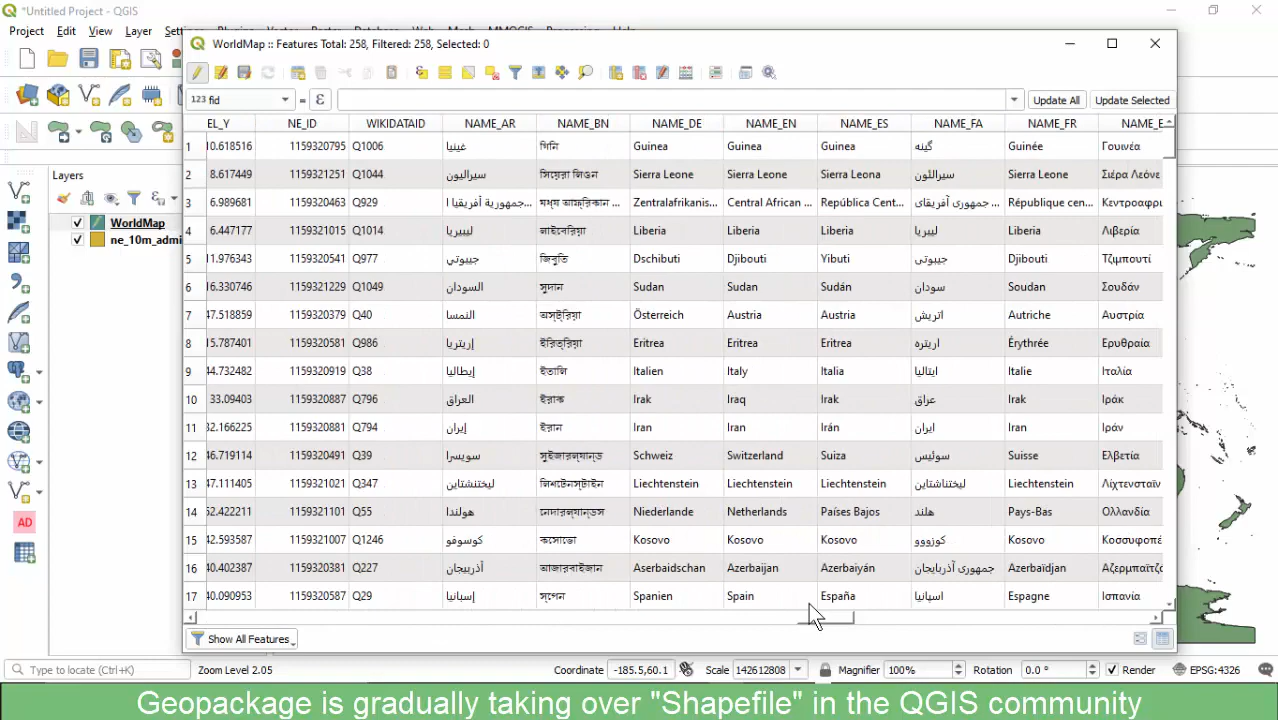 *Untitled Project - QGIS
Project Edit View Layer
WorldMap :: Features Total: 258, Filtered: 258, Selected: 0
123 fid = ε Update All Update Selected
EL_Y NE_ID WIKIDATAID NAME_AR NAME_BN NAME_DE NAME_EN NAME_ES NAME_FA NAME_FR NAME_E
1 10.618516 1159320795 Q1006 غينيا গিনি Guinea Guinea Guinea گینه Guinée Γουινέα
2 8.617449 1159321251 Q1044 سيراليون সিয়েরা লিওন Sierra Leone Sierra Leone Sierra Leona سیرالئون Sierra Leone Σιέρα Λεόνε
3 6.989681 1159320463 Q929 جمهورية أفريقيا ا... মধ্য আফ্রিকান ... Zentralafrikanis... Central African ... República Cent... جمهوری آفریقای ... République cen... Κεντροαφρι
4 6.447177 1159321015 Q1014 ليبيريا লাইবেরিয়া Liberia Liberia Liberia لیبریا Liberia Λιβερία
5 11.976343 1159320541 Q977 جيبوتي জিবুতি Dschibuti Djibouti Yibuti جیبوتی Djibouti Τζιμπουτί
6 16.330746 1159321229 Q1049 السودان সুদান Sudan Sudan Sudán سودان Soudan Σουδάν
7 47.518859 1159320379 Q40 النمسا অস্ট্রিয়া Österreich Austria Austria اتریش Autriche Αυστρία
8 15.787401 1159320581 Q986 إريتريا ইরিত্রিয়া Eritrea Eritrea Eritrea اریتره Érythrée Ερυθραία
9 44.732482 1159320919 Q38 إيطاليا ইতালি Italien Italy Italia ایتالیا Italie Ιταλία
10 33.09403 1159320887 Q796 العراق ইরাক Irak Iraq Irak عراق Irak Ιράκ
11 32.166225 1159320881 Q794 إيران ইরান Iran Iran Irán ایران Iran Ιράν
12 46.719114 1159320491 Q39 سويسرا সুইজারল্যান্ড Schweiz Switzerland Suiza سوئیس Suisse Ελβετία
13 47.111405 1159321021 Q347 ليختنشتاين লিশটেনস্টাইন Liechtenstein Liechtenstein Liechtenstein لیختن‌اشتاین Liechtenstein Λίχτενσταϊν
14 52.422211 1159321101 Q55 هولندا নেদারল্যান্ডস Niederlande Netherlands Países Bajos هلند Pays-Bas Ολλανδία
15 42.593587 1159321007 Q1246 كوسوفو কসোভো Kosovo Kosovo Kosovo کوزووو Kosovo Κοσσυφοπέ
16 40.402387 1159320381 Q227 أذربيجان আজারবাইজান Aserbaidschan Azerbaijan Azerbaiyán جمهوری آذربایجان Azerbaïdjan Αζερμπαϊτζο
17 40.090953 1159320587 Q29 إسبانيا স্পেন Spanien Spain España اسپانیا Espagne Ισπανία
Layers
WorldMap
ne_10m_admi
AD
Show All Features
Type to locate (Ctrl+K) Zoom Level 2.05 Coordinate -185.5,60.1 Scale 142612808 Magnifier 100% Rotation 0.0 ° Render EPSG:4326
Geopackage is gradually taking over "Shapefile" in the QGIS community